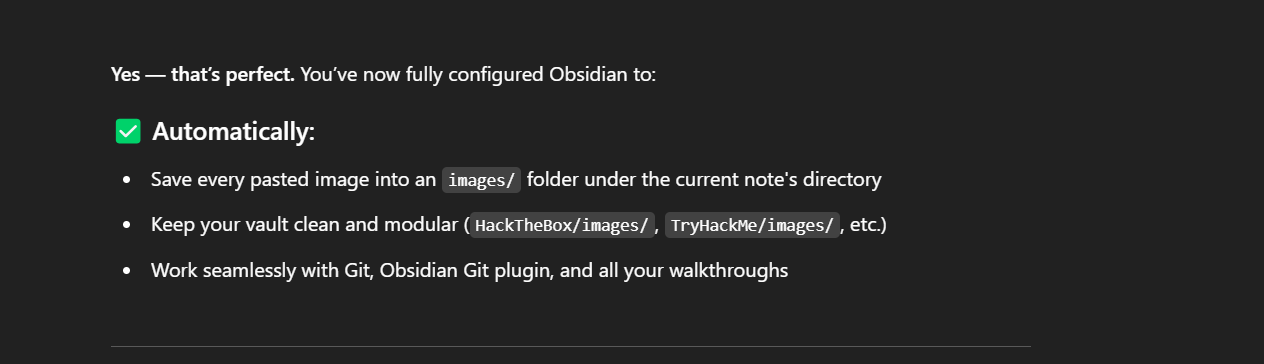 Yes — that’s perfect. You’ve now fully configured Obsidian to:
✅ Automatically:
• Save every pasted image into an images/ folder under the current note's directory
• Keep your vault clean and modular (HackTheBox/images/, TryHackMe/images/, etc.)
• Work seamlessly with Git, Obsidian Git plugin, and all your walkthroughs